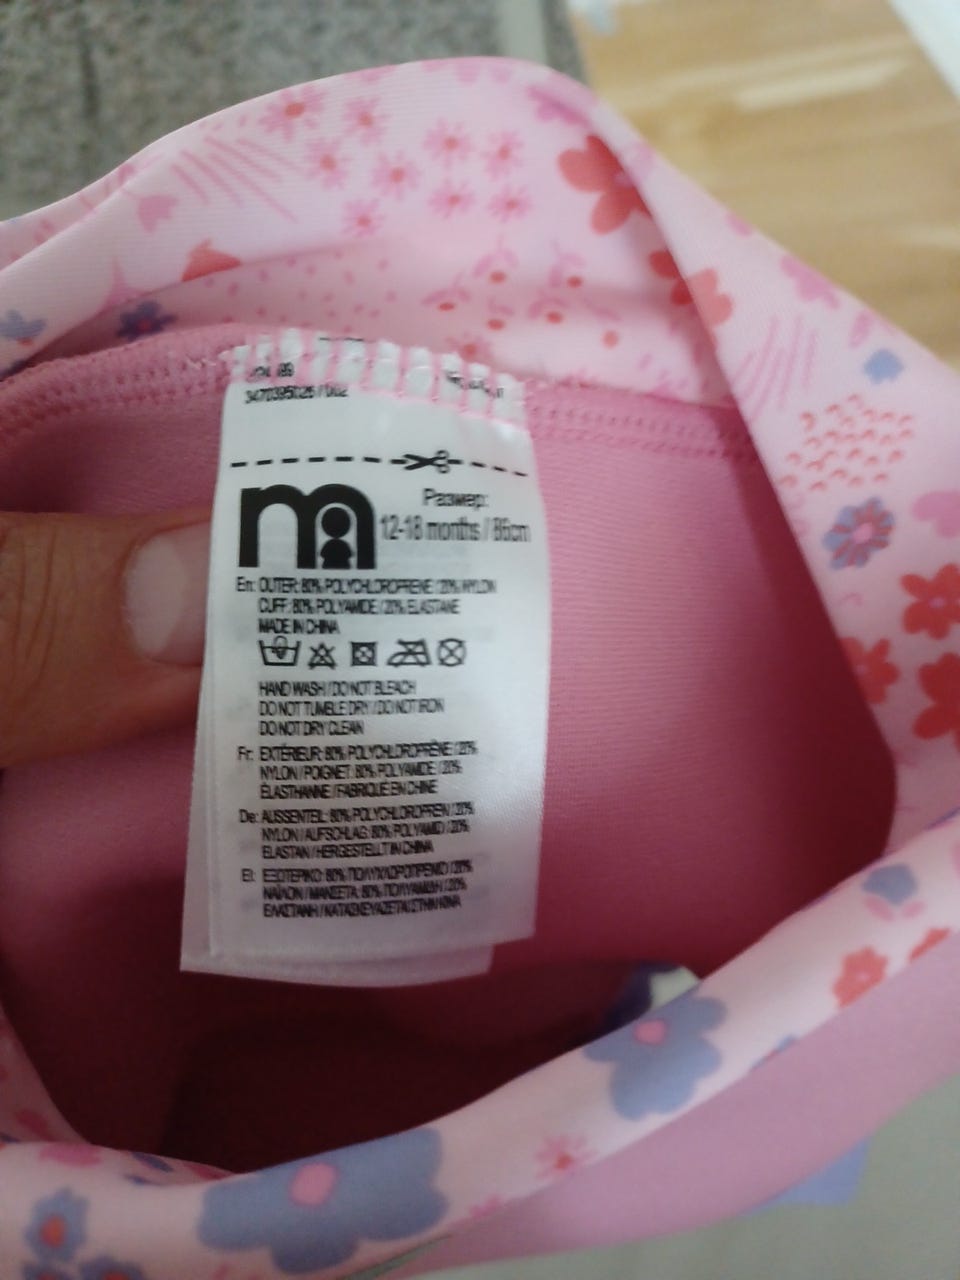 Размер:
12-18 months / 86cm
En: OUTER: 80% POLYCHLOROPRENE / 20% NYLON
CUFF: 80% POLYAMIDE / 20% ELASTANE
MADE IN CHINA
HAND WASH / DO NOT BLEACH
DO NOT TUMBLE DRY / DO NOT IRON
DO NOT DRY CLEAN
Fr: EXTÉRIEUR: 80% POLYCHLOROPRÈNE / 20%
NYLON / POIGNET: 80% POLYAMIDE / 20%
ÉLASTHANNE / FABRIQUÉ EN CHINE
De: AUSSENTEIL: 80% POLYCHLOROPREN / 20%
NYLON / AUFSCHLAG: 80% POLYAMID / 20%
ELASTAN / HERGESTELLT IN CHINA
El: ΕΞΩΤΕΡΙΚΟ: 80% ΠΟΛΥΧΛΩΡΟΠΡΕΝΙΟ / 20%
ΝΑΪΛΟΝ / ΜΑΝΣΕΤΑ: 80% ΠΟΛΥΑΜΙΔΗ / 20%
ΕΛΑΣΤΑΝΗ / ΚΑΤΑΣΚΕΥΑΖΕΤΑΙ ΣΤΗΝ ΚΙΝΑ